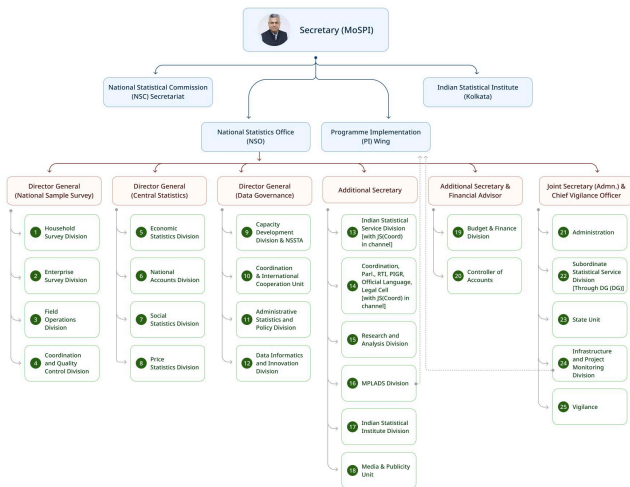 Secretary (MoSPI)
National Statistical Commission
(NSC) Secretariat
Indian Statistical Institute
(Kolkata)
National Statistics Office
(NSO)
Programme Implementation
(PI) Wing
Director General
(National Sample Survey)
Director General
(Central Statistics)
Director General
(Data Governance)
Additional Secretary
Additional Secretary &
Financial Advisor
Joint Secretary (Admn.) &
Chief Vigilance Officer
1 Household
Survey Division
2 Enterprise
Survey Division
3 Field
Operations
Division
4 Coordination
and Quality
Control Division
5 Economic
Statistics Division
6 National
Accounts Division
7 Social
Statistics Division
8 Price
Statistics Division
9 Capacity
Development
Division & NSSTA
10 Coordination
& International
Cooperation Unit
11 Administrative
Statistics and
Policy Division
12 Data Informatics
and Innovation
Division
13 Indian Statistical
Service Division
[with JS(Coord)
in channel]
14 Coordination,
Parl., RTI, PIGR,
Official Language,
Legal Cell
[with JS(Coord) in
channel]
15 Research and
Analysis Division
16 MPLADS Division
17 Indian Statistical
Institute Division
18 Media & Publicity
Unit
19 Budget & Finance
Division
20 Controller of
Accounts
21 Administration
22 Subordinate
Statistical Service
Division
[Through DG (DG)]
23 State Unit
24 Infrastructure
and Project
Monitoring
Division
25 Vigilance